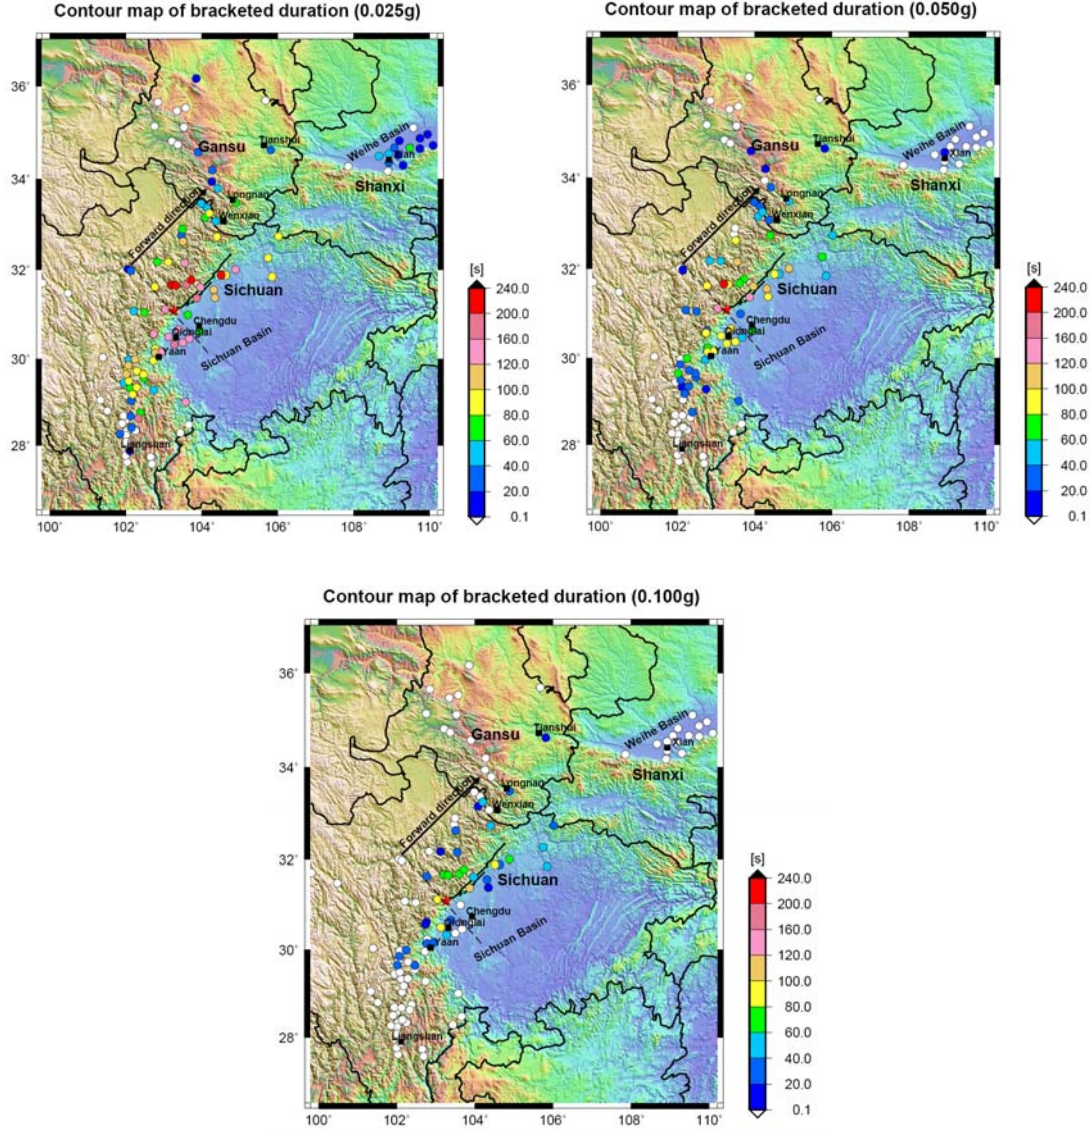 Contour map of bracketed duration (0.025g)
36°
34°
32°
30°
28°
100°
102°
104°
106°
108°
110°
Gansu
Tianshui
Weihe Basin
Xian
Shanxi
Longnan
Wenxian
Forward direction
Sichuan
Chengdu
Qionglai
Yaan
Sichuan Basin
Liangshan
[s]
240.0
200.0
160.0
120.0
100.0
80.0
60.0
40.0
20.0
0.1
Contour map of bracketed duration (0.050g)
36°
34°
32°
30°
28°
100°
102°
104°
106°
108°
110°
Gansu
Tianshui
Weihe Basin
Xian
Shanxi
Longnan
Wenxian
Forward direction
Sichuan
Chengdu
Qionglai
Yaan
Sichuan Basin
Liangshan
[s]
240.0
200.0
160.0
120.0
100.0
80.0
60.0
40.0
20.0
0.1
Contour map of bracketed duration (0.100g)
36°
34°
32°
30°
28°
100°
102°
104°
106°
108°
110°
Gansu
Tianshui
Weihe Basin
Xian
Shanxi
Longnan
Wenxian
Forward direction
Sichuan
Chengdu
Qionglai
Yaan
Sichuan Basin
Liangshan
[s]
240.0
200.0
160.0
120.0
100.0
80.0
60.0
40.0
20.0
0.1